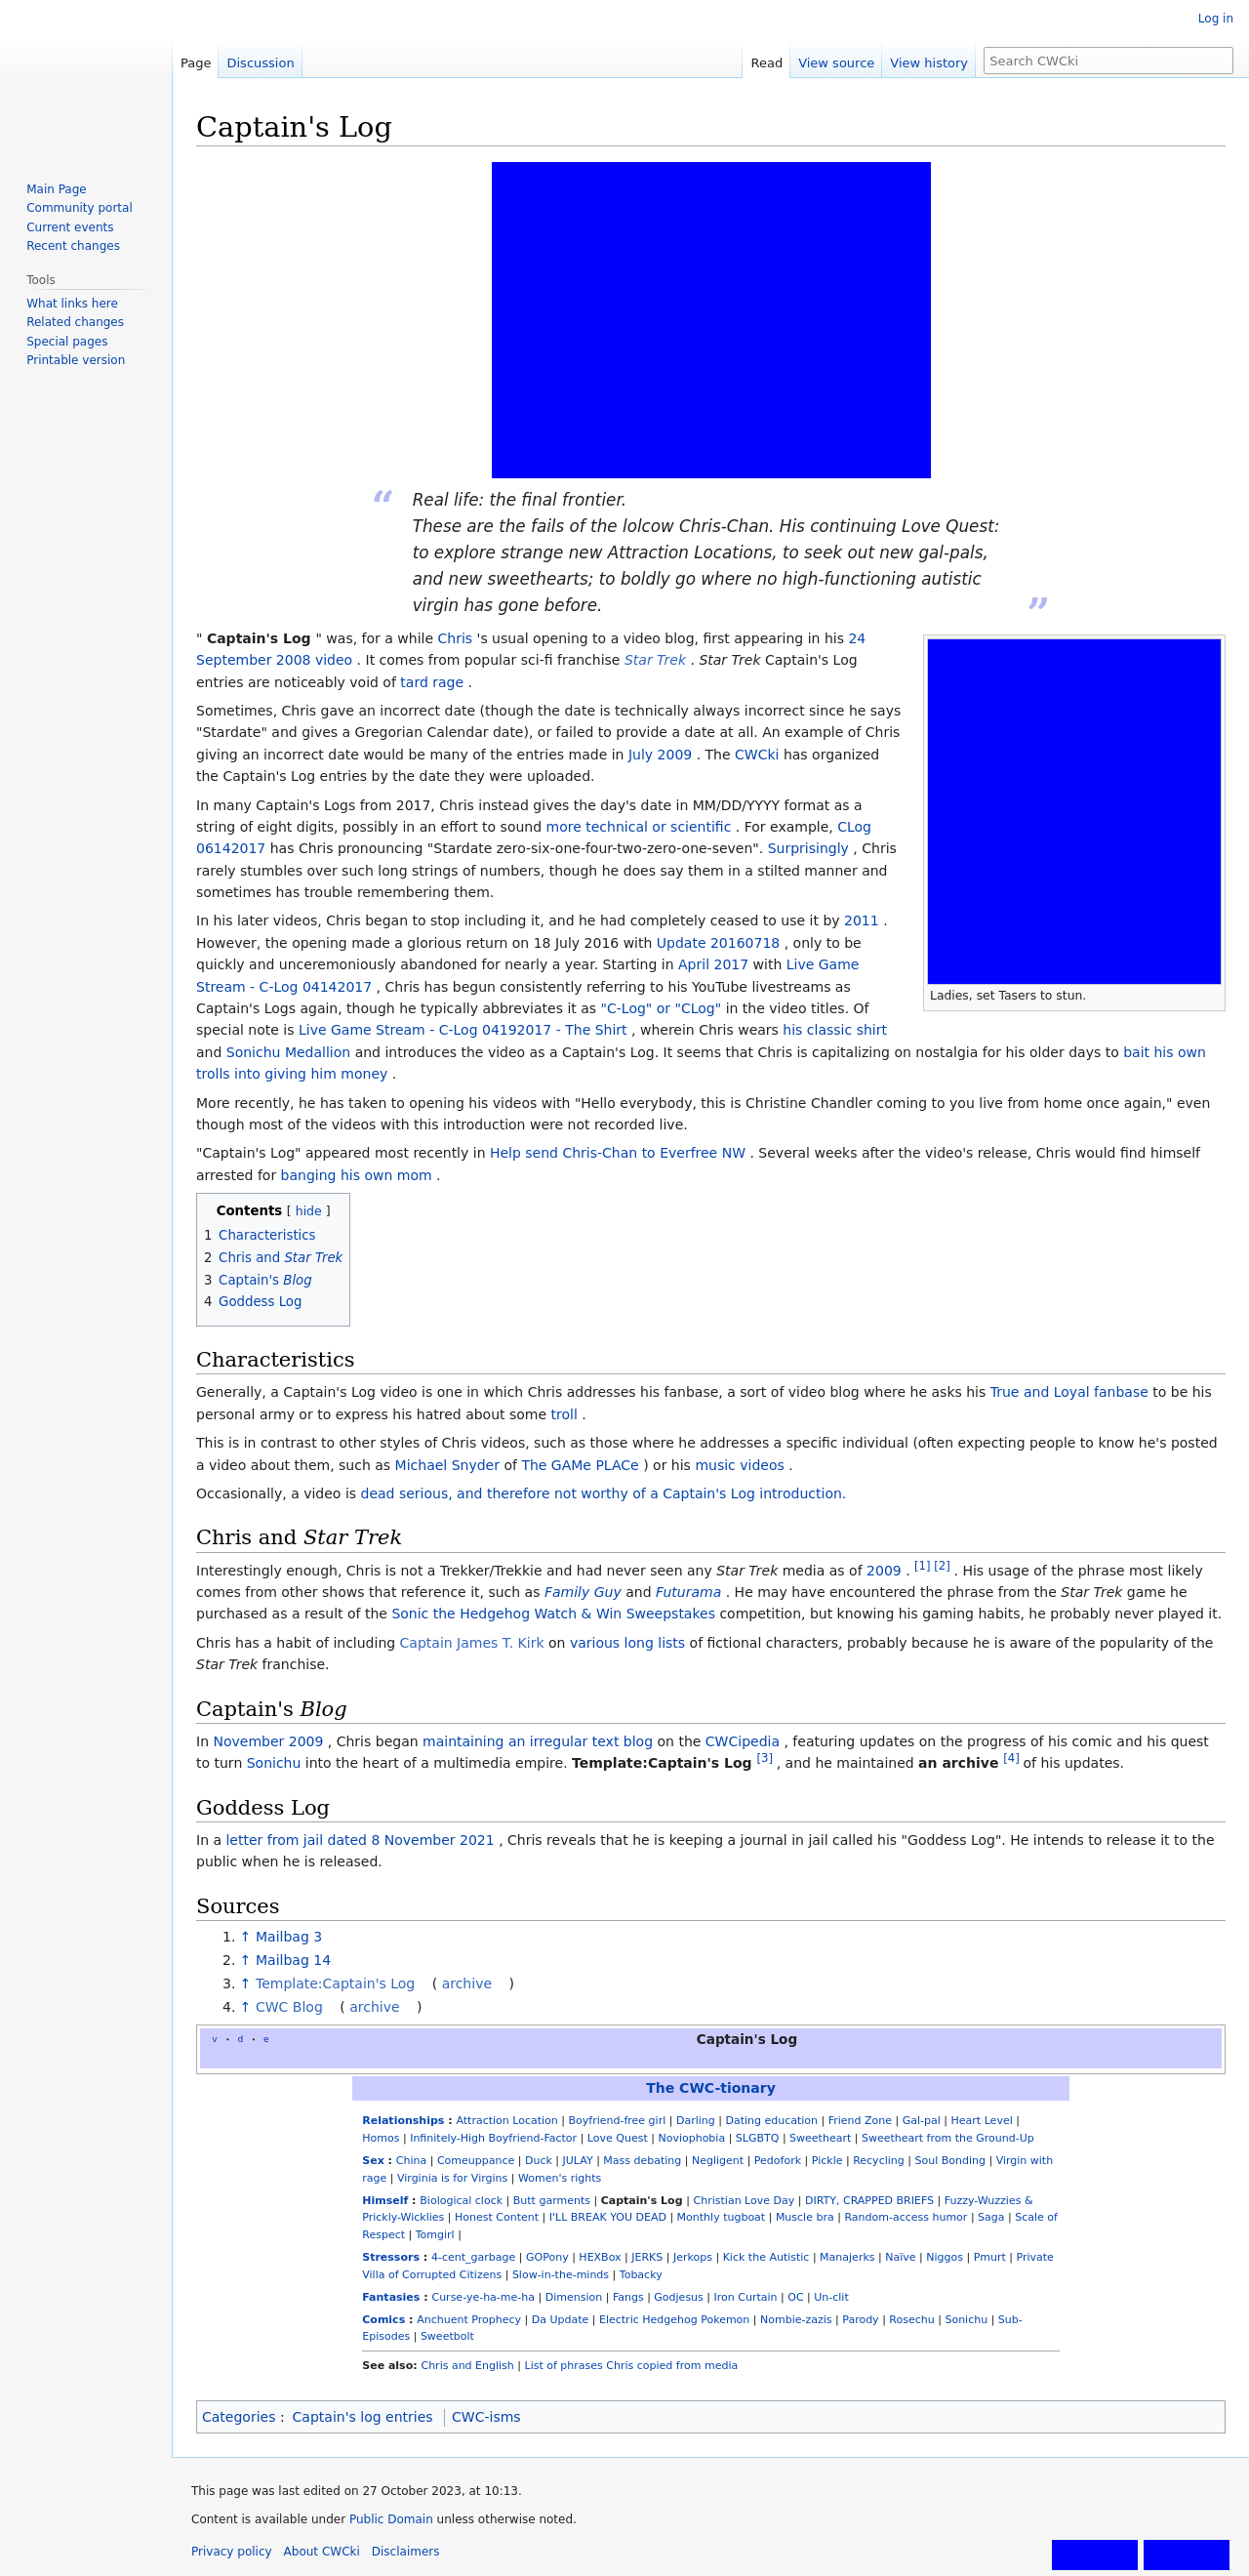 Log in
Page Discussion
Read View source View history Search CWCki
Captain's Log
Main Page
Community portal
Current events
Recent changes
Tools
What links here
Related changes
Special pages
Printable version
“ Real life: the final frontier.
These are the fails of the lolcow Chris-Chan. His continuing Love Quest:
to explore strange new Attraction Locations, to seek out new gal-pals,
and new sweethearts; to boldly go where no high-functioning autistic
virgin has gone before. ”
" Captain's Log " was, for a while Chris 's usual opening to a video blog, first appearing in his 24
September 2008 video . It comes from popular sci-fi franchise Star Trek . Star Trek Captain's Log
entries are noticeably void of tard rage .
Sometimes, Chris gave an incorrect date (though the date is technically always incorrect since he says
"Stardate" and gives a Gregorian Calendar date), or failed to provide a date at all. An example of Chris
giving an incorrect date would be many of the entries made in July 2009 . The CWCki has organized
the Captain's Log entries by the date they were uploaded.
In many Captain's Logs from 2017, Chris instead gives the day's date in MM/DD/YYYY format as a
string of eight digits, possibly in an effort to sound more technical or scientific . For example, CLog
06142017 has Chris pronouncing "Stardate zero-six-one-four-two-zero-one-seven". Surprisingly , Chris
rarely stumbles over such long strings of numbers, though he does say them in a stilted manner and
sometimes has trouble remembering them.
In his later videos, Chris began to stop including it, and he had completely ceased to use it by 2011 .
However, the opening made a glorious return on 18 July 2016 with Update 20160718 , only to be
quickly and unceremoniously abandoned for nearly a year. Starting in April 2017 with Live Game
Stream - C-Log 04142017 , Chris has begun consistently referring to his YouTube livestreams as
Captain's Logs again, though he typically abbreviates it as "C-Log" or "CLog" in the video titles. Of
special note is Live Game Stream - C-Log 04192017 - The Shirt , wherein Chris wears his classic shirt
and Sonichu Medallion and introduces the video as a Captain's Log. It seems that Chris is capitalizing on nostalgia for his older days to bait his own
trolls into giving him money .
Ladies, set Tasers to stun.
More recently, he has taken to opening his videos with "Hello everybody, this is Christine Chandler coming to you live from home once again," even
though most of the videos with this introduction were not recorded live.
"Captain's Log" appeared most recently in Help send Chris-Chan to Everfree NW . Several weeks after the video's release, Chris would find himself
arrested for banging his own mom .
Contents [ hide ]
1 Characteristics
2 Chris and Star Trek
3 Captain's Blog
4 Goddess Log
Characteristics
Generally, a Captain's Log video is one in which Chris addresses his fanbase, a sort of video blog where he asks his True and Loyal fanbase to be his
personal army or to express his hatred about some troll .
This is in contrast to other styles of Chris videos, such as those where he addresses a specific individual (often expecting people to know he's posted
a video about them, such as Michael Snyder of The GAMe PLACe ) or his music videos .
Occasionally, a video is dead serious, and therefore not worthy of a Captain's Log introduction.
Chris and Star Trek
Interestingly enough, Chris is not a Trekker/Trekkie and had never seen any Star Trek media as of 2009 . [1] [2] . His usage of the phrase most likely
comes from other shows that reference it, such as Family Guy and Futurama . He may have encountered the phrase from the Star Trek game he
purchased as a result of the Sonic the Hedgehog Watch & Win Sweepstakes competition, but knowing his gaming habits, he probably never played it.
Chris has a habit of including Captain James T. Kirk on various long lists of fictional characters, probably because he is aware of the popularity of the
Star Trek franchise.
Captain's Blog
In November 2009 , Chris began maintaining an irregular text blog on the CWCipedia , featuring updates on the progress of his comic and his quest
to turn Sonichu into the heart of a multimedia empire. Template:Captain's Log [3] , and he maintained an archive [4] of his updates.
Goddess Log
In a letter from jail dated 8 November 2021 , Chris reveals that he is keeping a journal in jail called his "Goddess Log". He intends to release it to the
public when he is released.
Sources
1. ↑ Mailbag 3
2. ↑ Mailbag 14
3. ↑ Template:Captain's Log ( archive )
4. ↑ CWC Blog ( archive )
v · d · e Captain's Log
The CWC-tionary
Relationships : Attraction Location | Boyfriend-free girl | Darling | Dating education | Friend Zone | Gal-pal | Heart Level |
Homos | Infinitely-High Boyfriend-Factor | Love Quest | Noviophobia | SLGBTQ | Sweetheart | Sweetheart from the Ground-Up
Sex : China | Comeuppance | Duck | JULAY | Mass debating | Negligent | Pedofork | Pickle | Recycling | Soul Bonding | Virgin with
rage | Virginia is for Virgins | Women's rights
Himself : Biological clock | Butt garments | Captain's Log | Christian Love Day | DIRTY, CRAPPED BRIEFS | Fuzzy-Wuzzies &
Prickly-Wicklies | Honest Content | I'LL BREAK YOU DEAD | Monthly tugboat | Muscle bra | Random-access humor | Saga | Scale of
Respect | Tomgirl |
Stressors : 4-cent_garbage | GOPony | HEXBox | JERKS | Jerkops | Kick the Autistic | Manajerks | Naïve | Niggos | Pmurt | Private
Villa of Corrupted Citizens | Slow-in-the-minds | Tobacky
Fantasies : Curse-ye-ha-me-ha | Dimension | Fangs | Godjesus | Iron Curtain | OC | Un-clit
Comics : Anchuent Prophecy | Da Update | Electric Hedgehog Pokemon | Nombie-zazis | Parody | Rosechu | Sonichu | Sub-
Episodes | Sweetbolt
See also: Chris and English | List of phrases Chris copied from media
Categories : Captain's log entries | CWC-isms
This page was last edited on 27 October 2023, at 10:13.
Content is available under Public Domain unless otherwise noted.
Privacy policy About CWCki Disclaimers